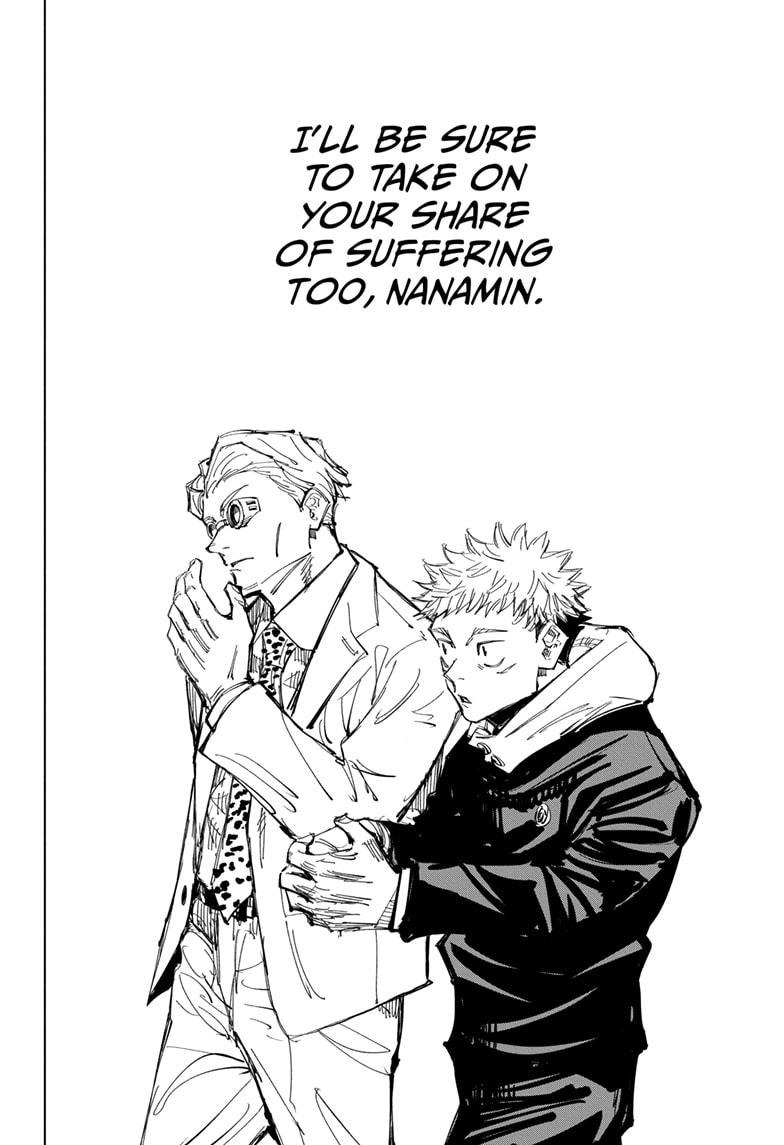 I'LL BE SURE
TO TAKE ON
YOUR SHARE
OF SUFFERING
TOO, NANAMIN.